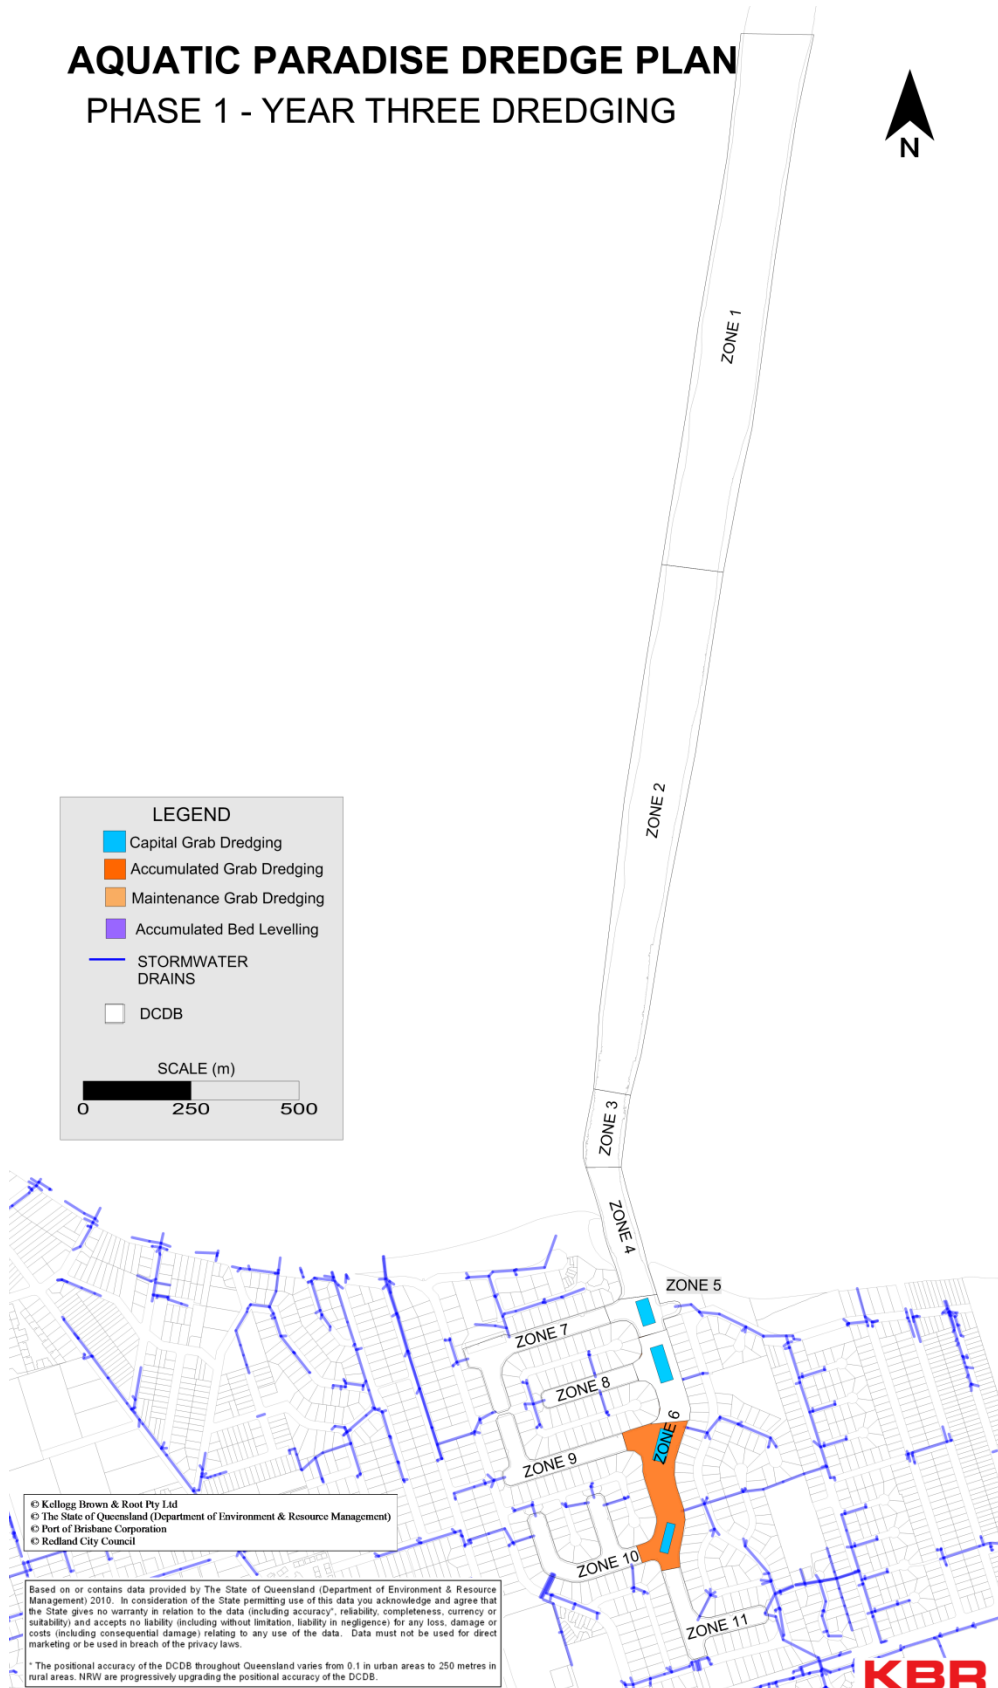 AQUATIC PARADISE DREDGE PLAN
PHASE 1 - YEAR THREE DREDGING
N
ZONE 1
ZONE 2
LEGEND
Capital Grab Dredging
Accumulated Grab Dredging
Maintenance Grab Dredging
Accumulated Bed Levelling
STORMWATER
DRAINS
DCDB
SCALE (m)
0 250 500
ZONE 3
ZONE 4
ZONE 5
ZONE 7
ZONE 8
ZONE 6
ZONE 9
ZONE 10
ZONE 11
© Kellogg Brown & Root Pty Ltd
© The State of Queensland (Department of Environment & Resource Management)
© Port of Brisbane Corporation
© Redland City Council
Based on or contains data provided by The State of Queensland (Department of Environment & Resource
Management) 2010. In consideration of the State permitting use of this data you acknowledge and agree that
the State gives no warranty in relation to the data (including accuracy*, reliability, completeness, currency or
suitability) and accepts no liability (including without limitation, liability in negligence) for any loss, damage or
costs (including consequential damage) relating to any use of the data. Data must not be used for direct
marketing or be used in breach of the privacy laws.
* The positional accuracy of the DCDB throughout Queensland varies from 0.1 in urban areas to 250 metres in
rural areas. NRW are progressively upgrading the positional accuracy of the DCDB.
KBR